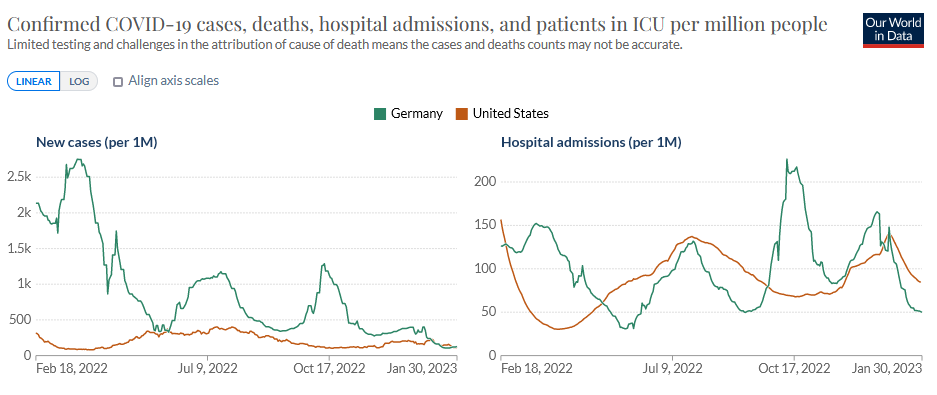 Confirmed COVID-19 cases, deaths, hospital admissions, and patients in ICU per million people
Limited testing and challenges in the attribution of cause of death means the cases and deaths counts may not be accurate.
Our World
in Data
LINEAR LOG Align axis scales
Germany United States
New cases (per 1M)
2.5k
2k
1.5k
1k
500
0
Feb 18, 2022 Jul 9, 2022 Oct 17, 2022 Jan 30, 2023
Hospital admissions (per 1M)
200
150
100
50
0
Feb 18, 2022 Jul 9, 2022 Oct 17, 2022 Jan 30, 2023